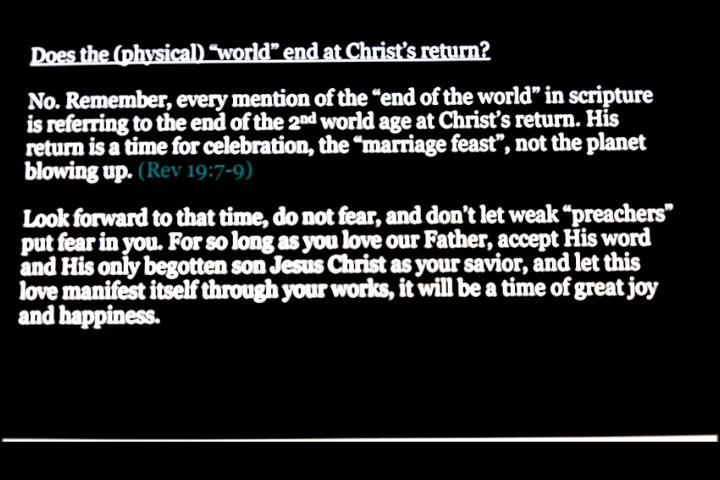 Does the (physical) “world” end at Christ’s return?
No. Remember, every mention of the “end of the world” in scripture
is referring to the end of the 2nd world age at Christ’s return. His
return is a time for celebration, the “marriage feast”, not the planet
blowing up. (Rev 19:7-9)
Look forward to that time, do not fear, and don’t let weak “preachers”
put fear in you. For so long as you love our Father, accept His word
and His only begotten son Jesus Christ as your savior, and let this
love manifest itself through your works, it will be a time of great joy
and happiness.